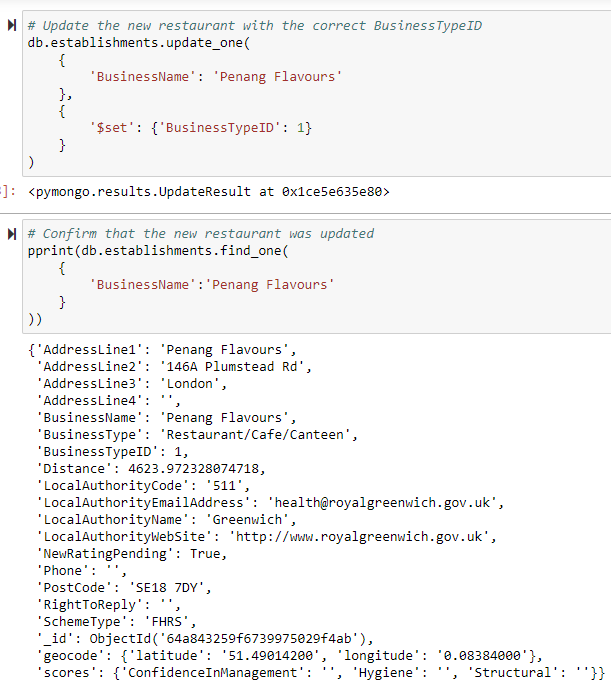 # Update the new restaurant with the correct BusinessTypeID
db.establishments.update_one(
    {
        'BusinessName': 'Penang Flavours'
    },
    {
        '$set': {'BusinessTypeID': 1}
    }
)
]: <pymongo.results.UpdateResult at 0x1ce5e635e80>
# Confirm that the new restaurant was updated
pprint(db.establishments.find_one(
    {
        'BusinessName':'Penang Flavours'
    }
))
{'AddressLine1': 'Penang Flavours',
 'AddressLine2': '146A Plumstead Rd',
 'AddressLine3': 'London',
 'AddressLine4': '',
 'BusinessName': 'Penang Flavours',
 'BusinessType': 'Restaurant/Cafe/Canteen',
 'BusinessTypeID': 1,
 'Distance': 4623.972328074718,
 'LocalAuthorityCode': '511',
 'LocalAuthorityEmailAddress': 'health@royalgreenwich.gov.uk',
 'LocalAuthorityName': 'Greenwich',
 'LocalAuthorityWebSite': 'http://www.royalgreenwich.gov.uk',
 'NewRatingPending': True,
 'Phone': '',
 'PostCode': 'SE18 7DY',
 'RightToReply': '',
 'SchemeType': 'FHRS',
 '_id': ObjectId('64a843259f6739975029f4ab'),
 'geocode': {'latitude': '51.49014200', 'longitude': '0.08384000'},
 'scores': {'ConfidenceInManagement': '', 'Hygiene': '', 'Structural': ''}}